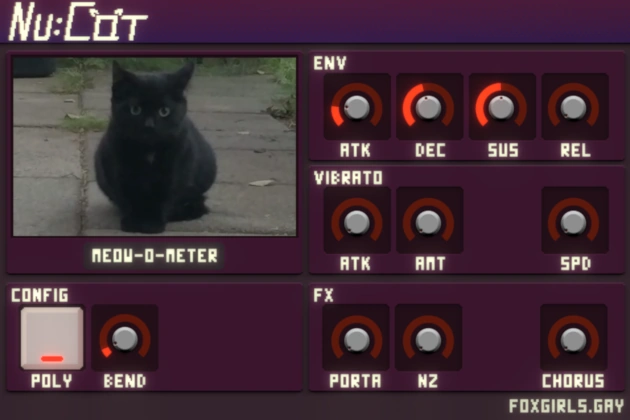 Nu:Cat
ENV
ATK DEC SUS REL
VIBRATO
ATK AMT SPD
MEOW-O-METER
CONFIG
POLY BEND
FX
PORTA NZ CHORUS
FOXGIRLS.GAY